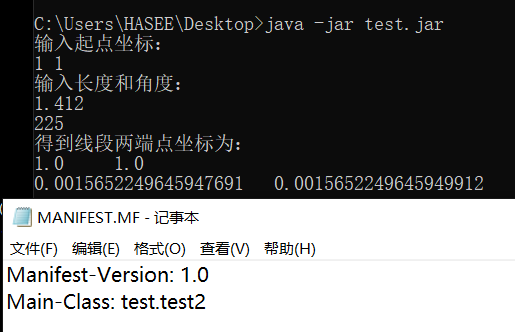 C:\Users\HASEE\Desktop>java -jar test.jar
输入起点坐标:
1 1
输入长度和角度:
1.412
225
得到线段两端点坐标为:
1.0 1.0
0.0015652249645947691 0.0015652249645949912
MANIFEST.MF - 记事本
文件(F) 编辑(E) 格式(O) 查看(V) 帮助(H)
Manifest-Version: 1.0
Main-Class: test.test2